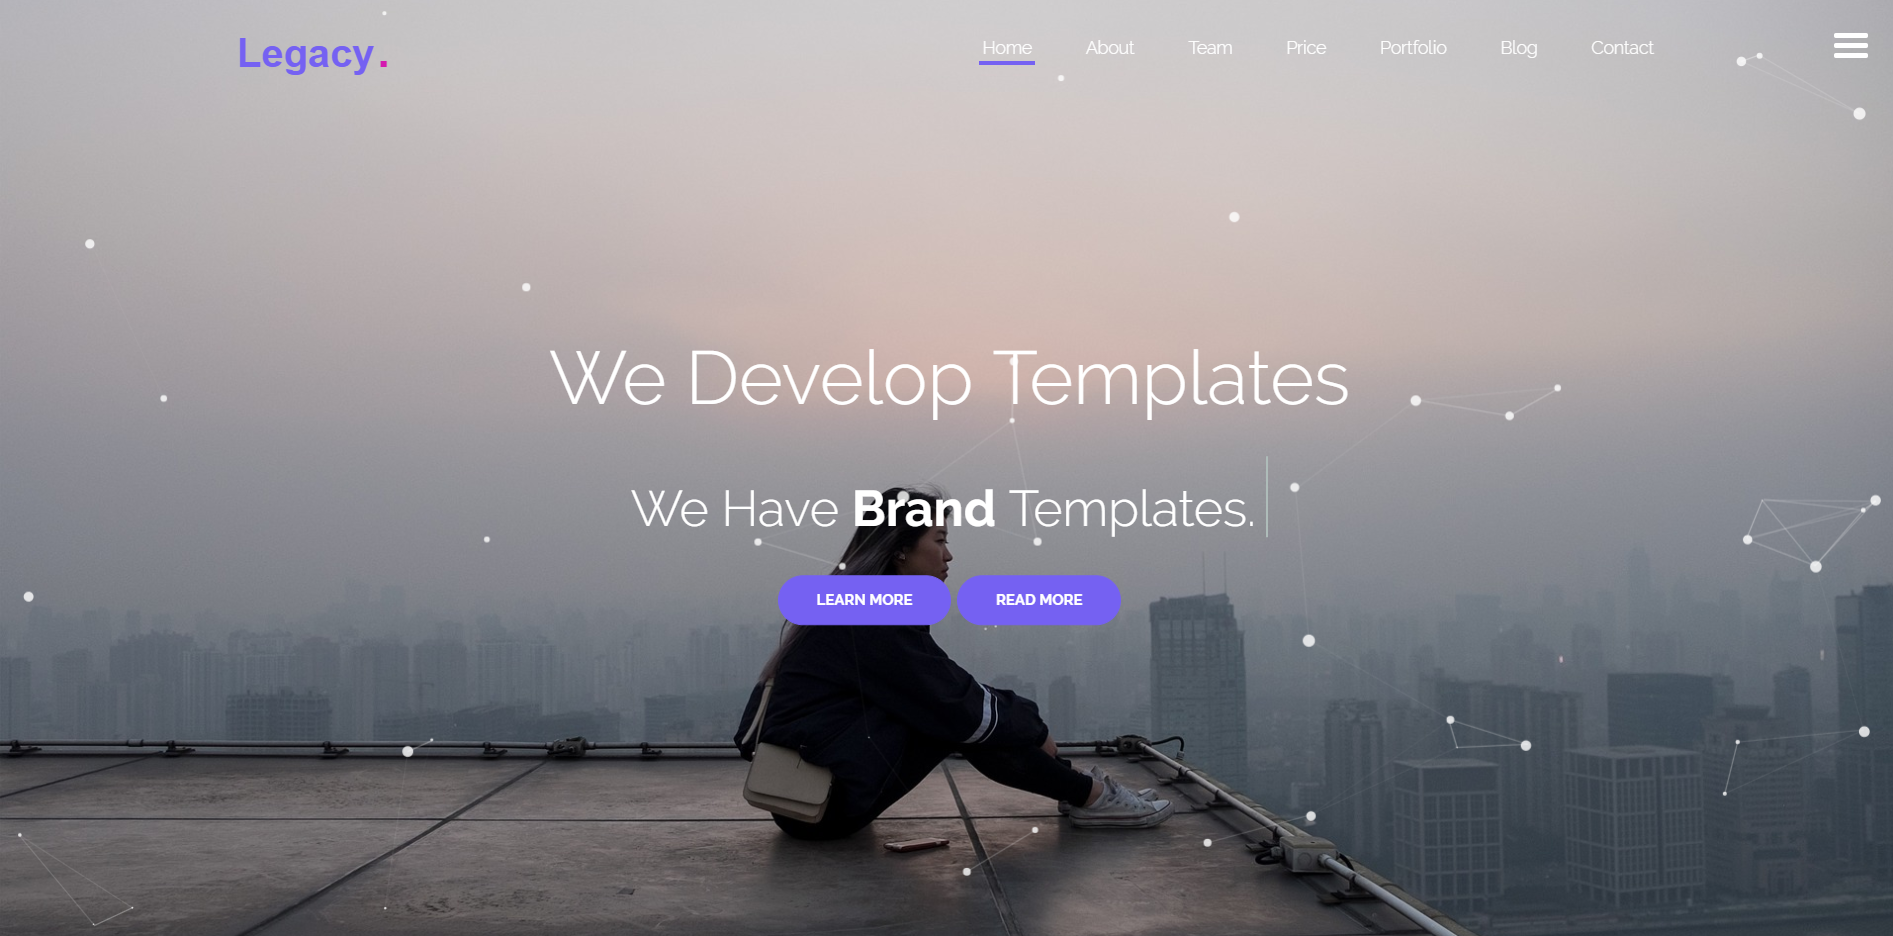 Legacy.
Home About Team Price Portfolio Blog Contact
We Develop Templates
We Have Brand Templates.
LEARN MORE READ MORE